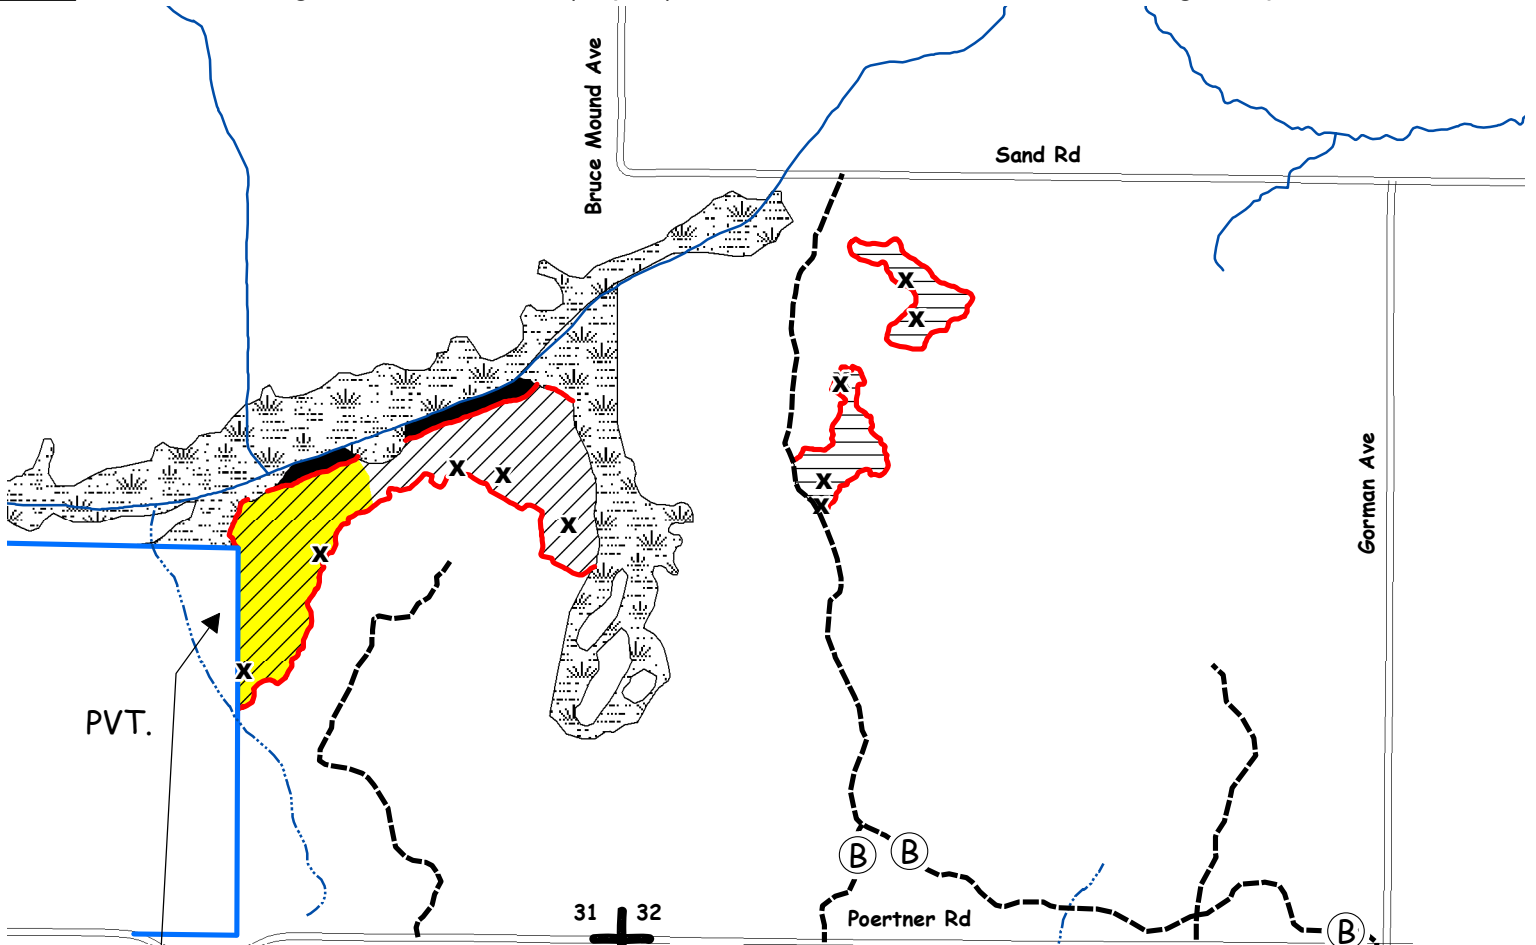 Bruce Mound Ave
Sand Rd
X
X
X
X
X
X
X
X
X
X
Gorman Ave
PVT.
B
B
31 32
Poertner Rd
B